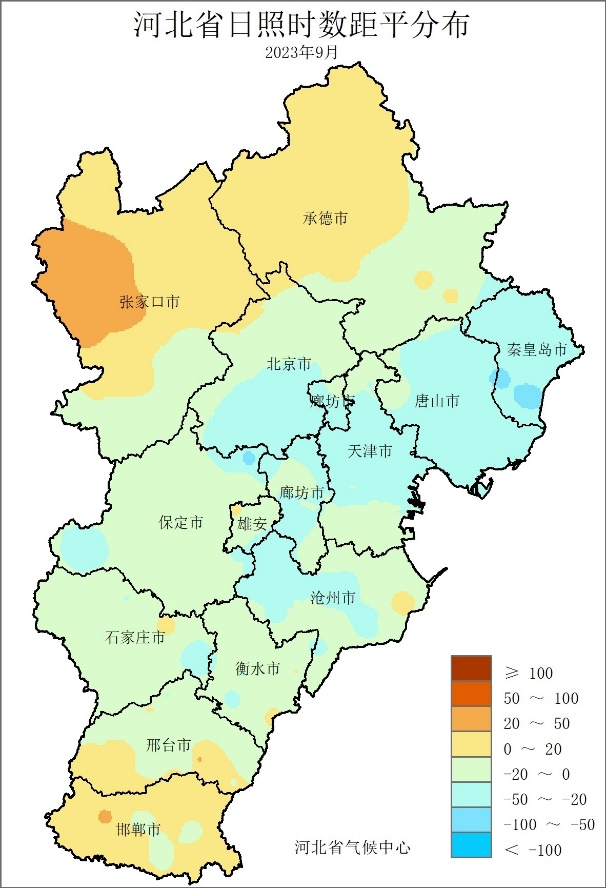 河北省日照时数距平分布
2023年9月
承德市
张家口市
秦皇岛市
北京市
廊坊市
唐山市
天津市
廊坊市
保定市
雄安
沧州市
石家庄市
衡水市
邢台市
邯郸市
≥ 100
50 ～ 100
20 ～ 50
0 ～ 20
-20 ～ 0
-50 ～ -20
-100 ～ -50
< -100
河北省气候中心